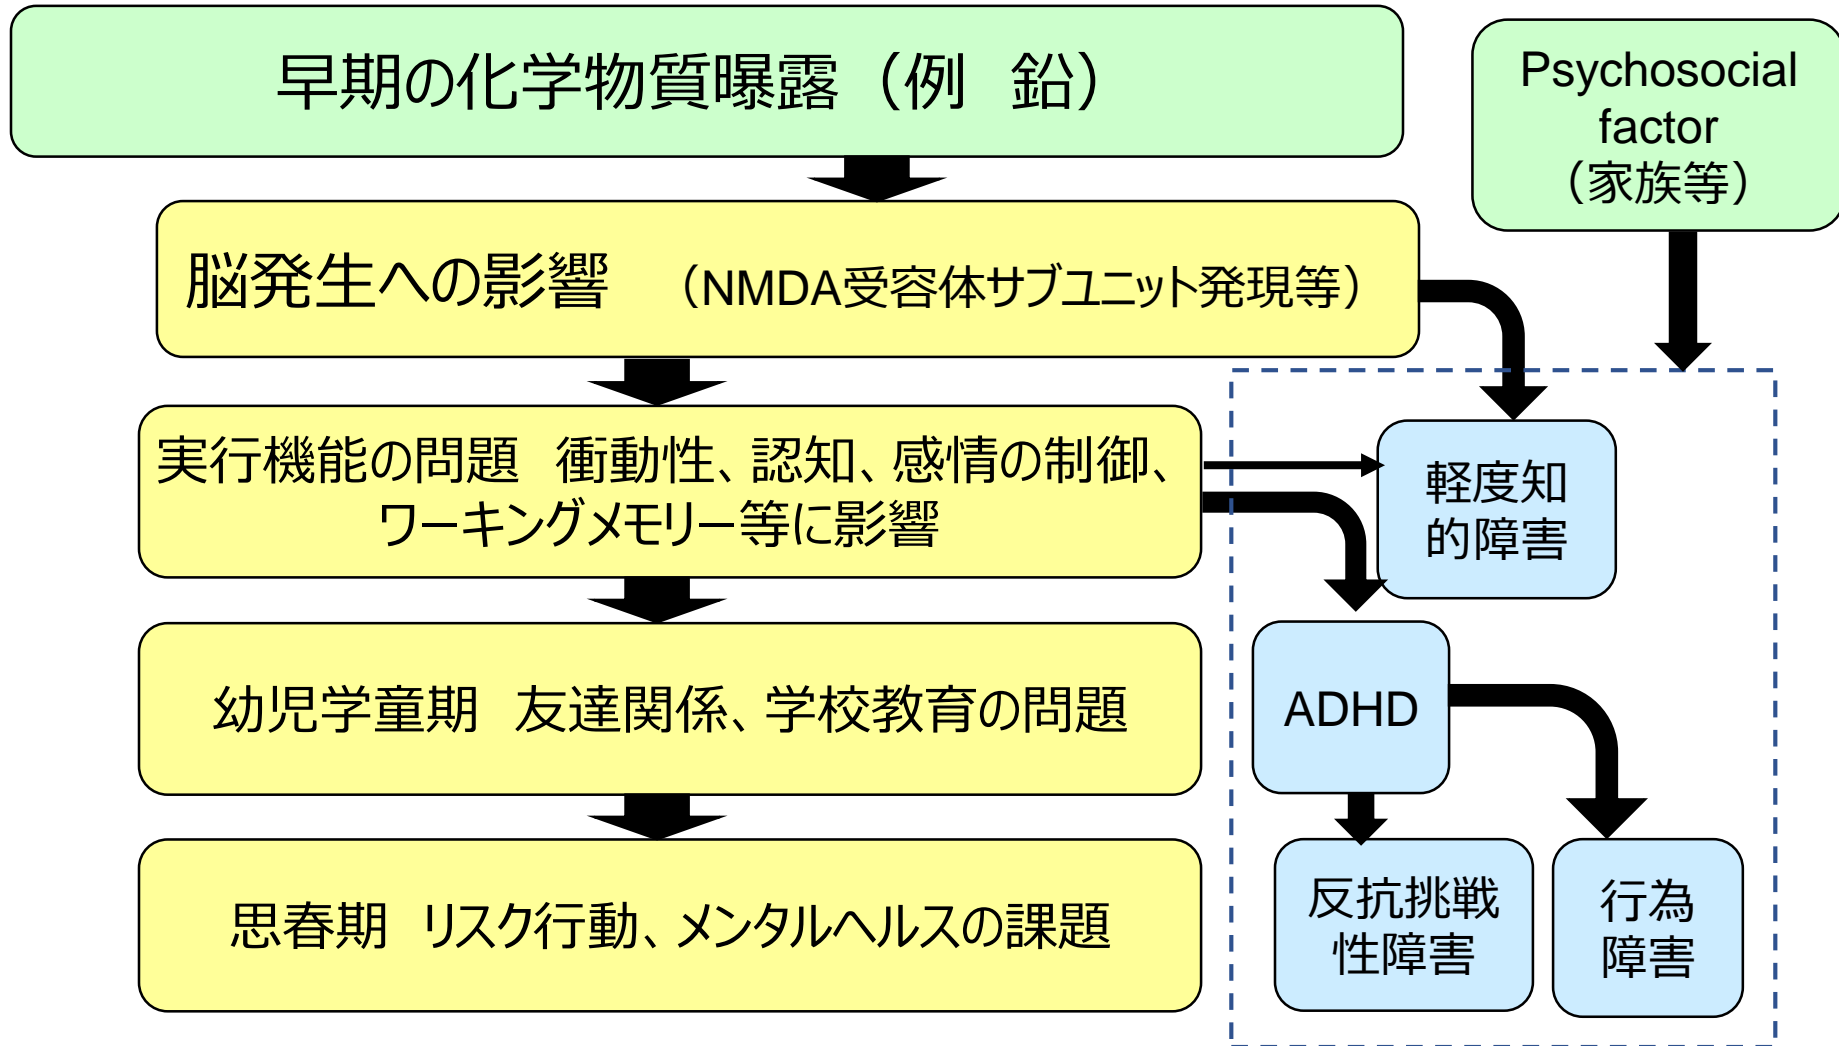 早期の化学物質曝露（例　鉛）
Psychosocial
factor
（家族等）
脳発生への影響　（NMDA受容体サブユニット発現等）
実行機能の問題　衝動性、認知、感情の制御、
ワーキングメモリー等に影響
軽度知
的障害
幼児学童期　友達関係、学校教育の問題
ADHD
思春期　リスク行動、メンタルヘルスの課題
反抗挑戦
性障害
行為
障害